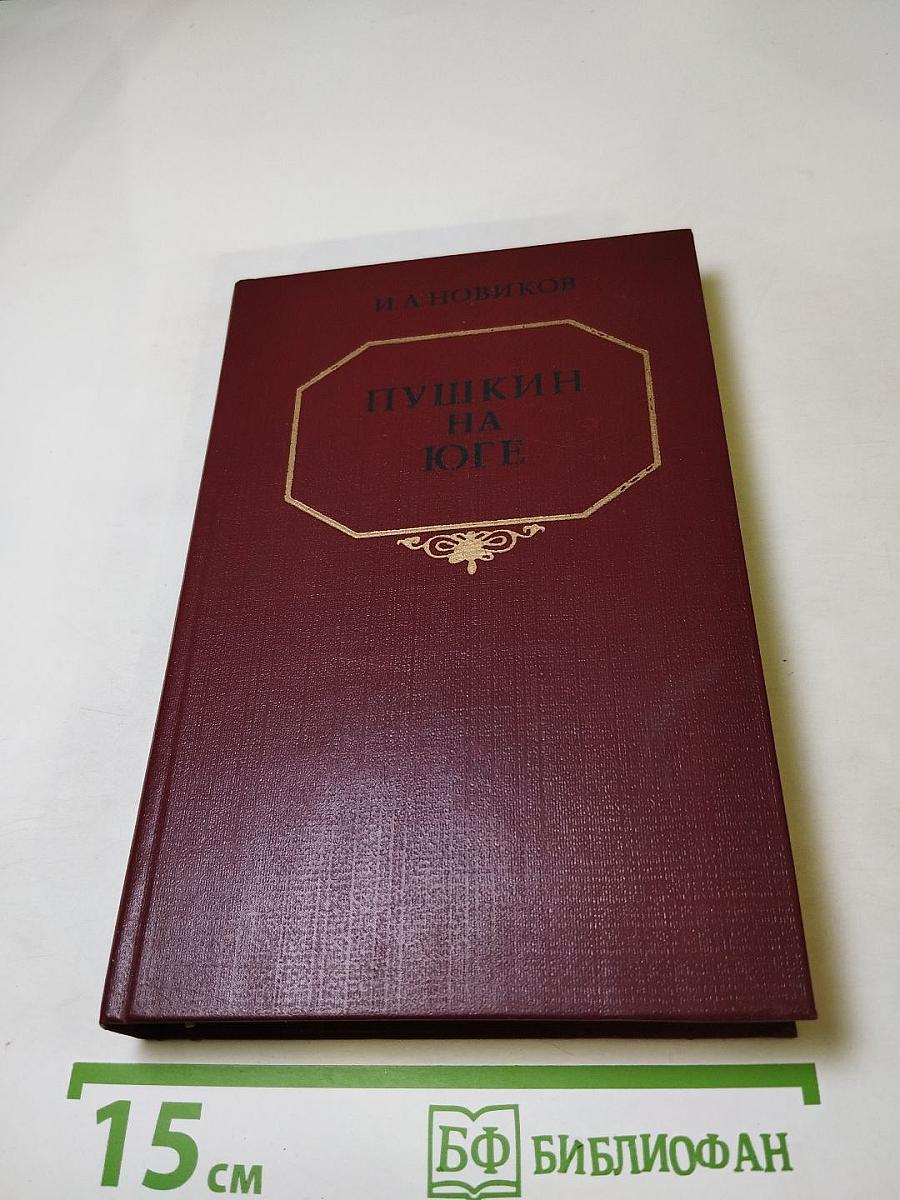 И. А. НОВИКОВ
ПУШКИН
НА
ЮГЕ
15 см
БФ БИБЛИОФАН